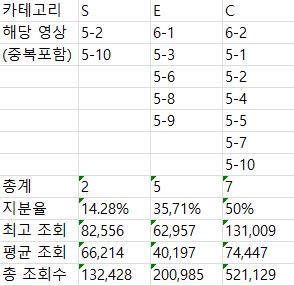 카테고리 S E C
해당 영상 5-2 6-1 6-2
(중복포함) 5-10 5-3 5-1
5-6 5-2
5-8 5-4
5-9 5-5
5-7
5-10
총계 2 5 7
지분율 14.28% 35,71% 50%
최고 조회 82,556 62,957 131,009
평균 조회 66,214 40,197 74,447
총 조회수 132,428 200,985 521,129